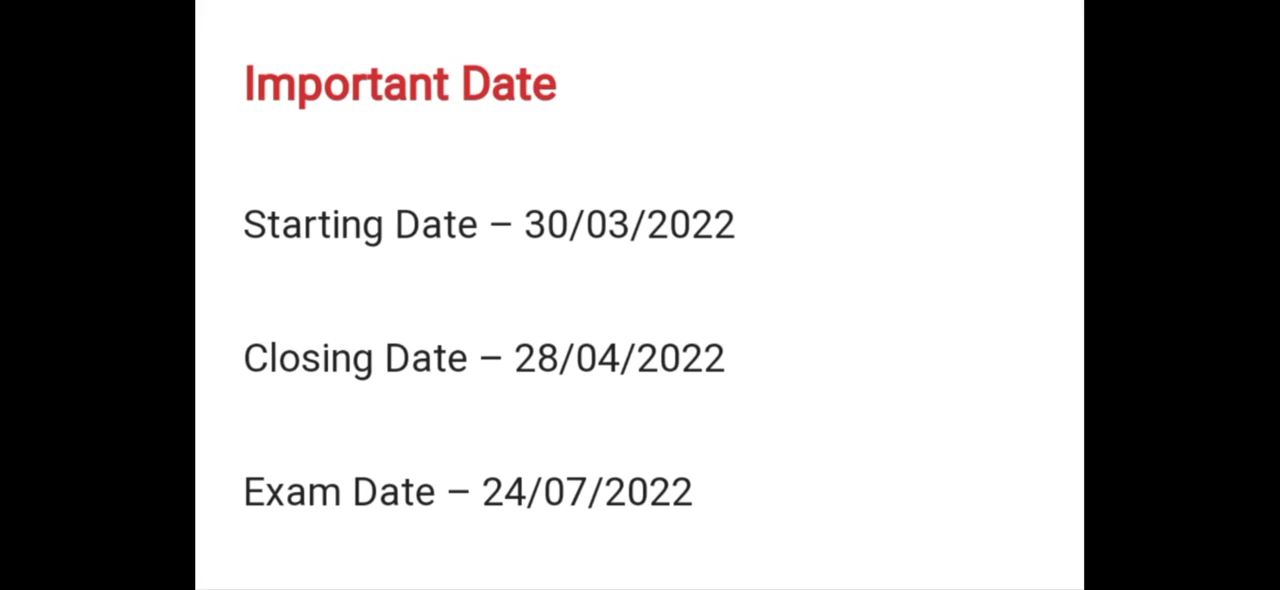 Important Date
Starting Date – 30/03/2022
Closing Date – 28/04/2022
Exam Date – 24/07/2022